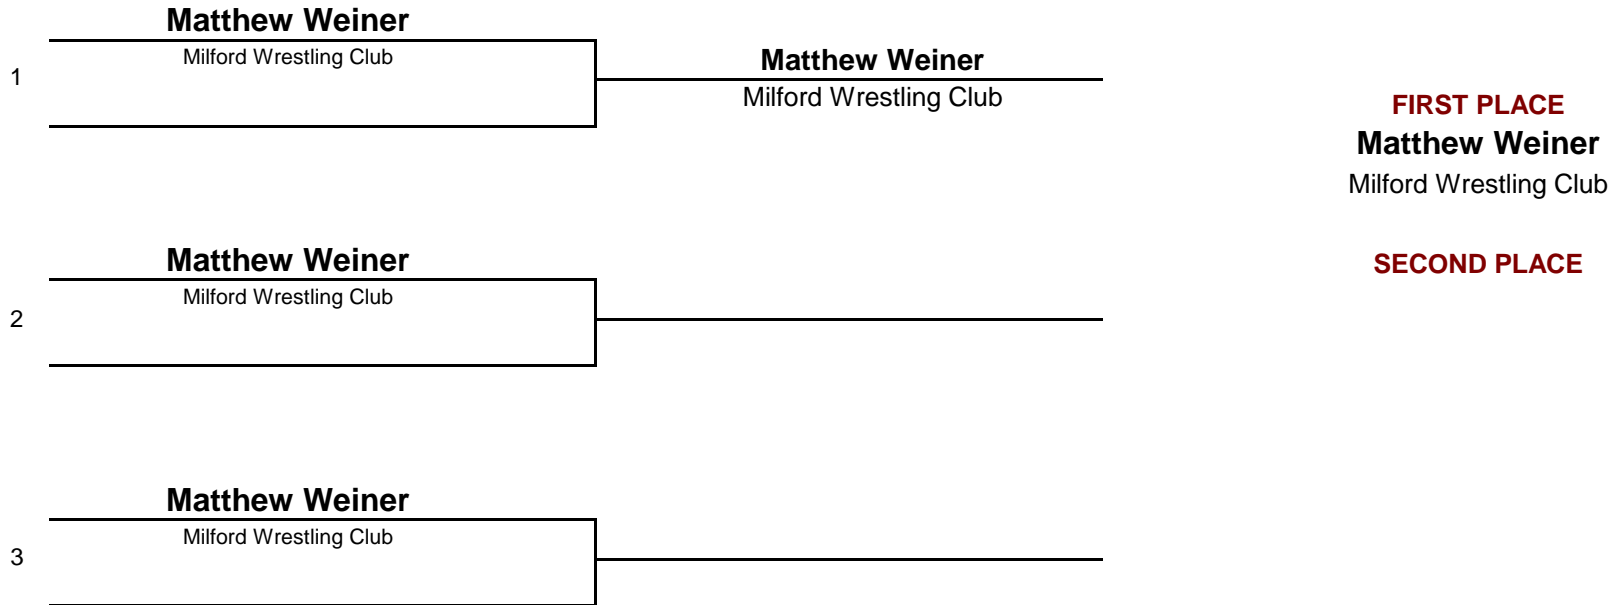 Matthew Weiner
Milford Wrestling Club
1
Matthew Weiner
Milford Wrestling Club
FIRST PLACE
Matthew Weiner
Milford Wrestling Club
Matthew Weiner
Milford Wrestling Club
2
SECOND PLACE
Matthew Weiner
Milford Wrestling Club
3